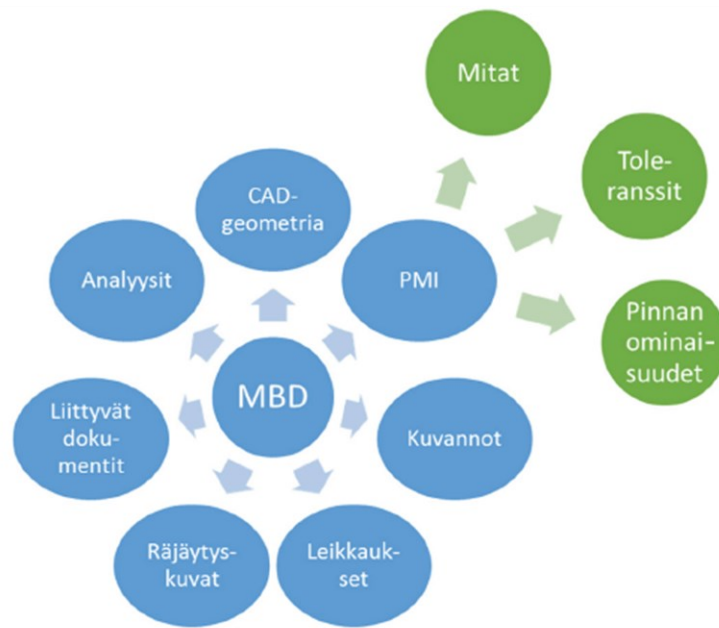 Mitat
Tole-
ranssit
CAD-
geometria
Analyysit
PMI
Pinnan
ominai-
suudet
MBD
Liittyvät
doku-
mentit
Kuvannot
Räjäytys-
kuvat
Leikkauk-
set